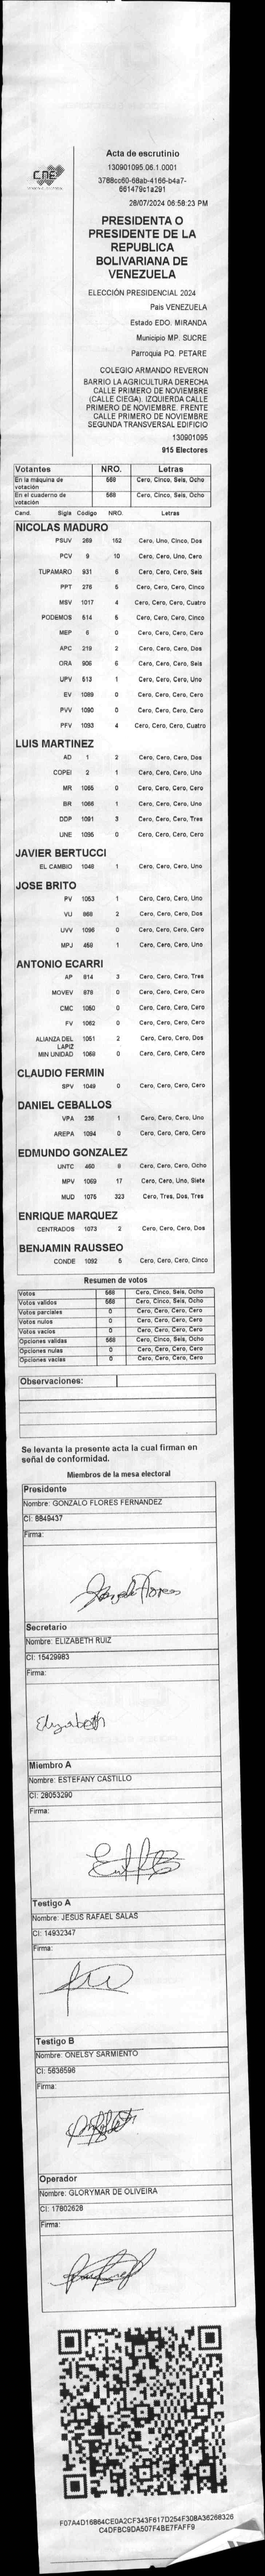 CNE
Acta de escrutinio
130901095.06.1.0001
3788cc60-68ab-4166-b4a7-
661479c1a291
28/07/2024 06:58:23 PM
PRESIDENTA O
PRESIDENTE DE LA
REPUBLICA
BOLIVARIANA DE
VENEZUELA
ELECCIÓN PRESIDENCIAL 2024
Pais VENEZUELA
Estado EDO. MIRANDA
Municipio MP. SUCRE
Parroquia PQ. PETARE
COLEGIO ARMANDO REVERON
BARRIO LA AGRICULTURA DERECHA
CALLE PRIMERO DE NOVIEMBRE
(CALLE CIEGA). IZQUIERDA CALLE
PRIMERO DE NOVIEMBRE. FRENTE
CALLE PRIMERO DE NOVIEMBRE
SEGUNDA TRANSVERSAL EDIFICIO
130901095
915 Electores
Votantes NRO. Letras
En la máquina de votación 568 Cero, Cinco, Seis, Ocho
En el cuaderno de votación 568 Cero, Cinco, Seis, Ocho
Cand. Sigla Código NRO. Letras
NICOLAS MADURO
PSUV 269 152 Cero, Uno, Cinco, Dos
PCV 9 10 Cero, Cero, Uno, Cero
TUPAMARO 931 6 Cero, Cero, Cero, Seis
PPT 276 5 Cero, Cero, Cero, Cinco
MSV 1017 4 Cero, Cero, Cero, Cuatro
PODEMOS 514 5 Cero, Cero, Cero, Cinco
MEP 6 0 Cero, Cero, Cero, Cero
APC 219 2 Cero, Cero, Cero, Dos
ORA 906 6 Cero, Cero, Cero, Seis
UPV 513 1 Cero, Cero, Cero, Uno
EV 1089 0 Cero, Cero, Cero, Cero
PVV 1090 0 Cero, Cero, Cero, Cero
PFV 1093 4 Cero, Cero, Cero, Cuatro
LUIS MARTINEZ
AD 1 2 Cero, Cero, Cero, Dos
COPEI 2 1 Cero, Cero, Cero, Uno
MR 1065 0 Cero, Cero, Cero, Cero
BR 1066 1 Cero, Cero, Cero, Uno
DDP 1091 3 Cero, Cero, Cero, Tres
UNE 1095 0 Cero, Cero, Cero, Cero
JAVIER BERTUCCI
EL CAMBIO 1048 1 Cero, Cero, Cero, Uno
JOSE BRITO
PV 1053 1 Cero, Cero, Cero, Uno
VU 868 2 Cero, Cero, Cero, Dos
UVV 1096 0 Cero, Cero, Cero, Cero
MPJ 459 1 Cero, Cero, Cero, Uno
ANTONIO ECARRI
AP 814 3 Cero, Cero, Cero, Tres
MOVEV 879 0 Cero, Cero, Cero, Cero
CMC 1050 0 Cero, Cero, Cero, Cero
FV 1062 0 Cero, Cero, Cero, Cero
ALIANZA DEL LAPIZ 1051 2 Cero, Cero, Cero, Dos
MIN UNIDAD 1058 0 Cero, Cero, Cero, Cero
CLAUDIO FERMIN
SPV 1049 0 Cero, Cero, Cero, Cero
DANIEL CEBALLOS
VPA 236 1 Cero, Cero, Cero, Uno
AREPA 1094 0 Cero, Cero, Cero, Cero
EDMUNDO GONZALEZ
UNTC 460 8 Cero, Cero, Cero, Ocho
MPV 1069 17 Cero, Cero, Uno, Siete
MUD 1075 323 Cero, Tres, Dos, Tres
ENRIQUE MARQUEZ
CENTRADOS 1073 2 Cero, Cero, Cero, Dos
BENJAMIN RAUSSEO
CONDE 1092 5 Cero, Cero, Cero, Cinco
Resumen de votos
Votos 568 Cero, Cinco, Seis, Ocho
Votos validos 568 Cero, Cinco, Seis, Ocho
Votos parciales 0 Cero, Cero, Cero, Cero
Votos nulos 0 Cero, Cero, Cero, Cero
Votos vacios 0 Cero, Cero, Cero, Cero
Opciones validas 568 Cero, Cinco, Seis, Ocho
Opciones nulas 0 Cero, Cero, Cero, Cero
Opciones vacias 0 Cero, Cero, Cero, Cero
Observaciones:
Se levanta la presente acta la cual firman en
señal de conformidad.
Miembros de la mesa electoral
Presidente
Nombre: GONZALO FLORES FERNANDEZ
CI: 8849437
Firma:
Gonzalo Flores
Secretario
Nombre: ELIZABETH RUIZ
CI: 15429983
Firma:
Elyzabeth
Miembro A
Nombre: ESTEFANY CASTILLO
CI: 28053290
Firma:
Testigo A
Nombre: JESUS RAFAEL SALAS
CI: 14932347
Firma:
Testigo B
Nombre: ONELSY SARMIENTO
CI: 5636596
Firma:
Operador
Nombre: GLORYMAR DE OLIVEIRA
CI: 17802628
Firma:
F07A4D16864CE0A2CF343F617D254F308A36268326
C4DFBC9DA507F4BE7FAFF9